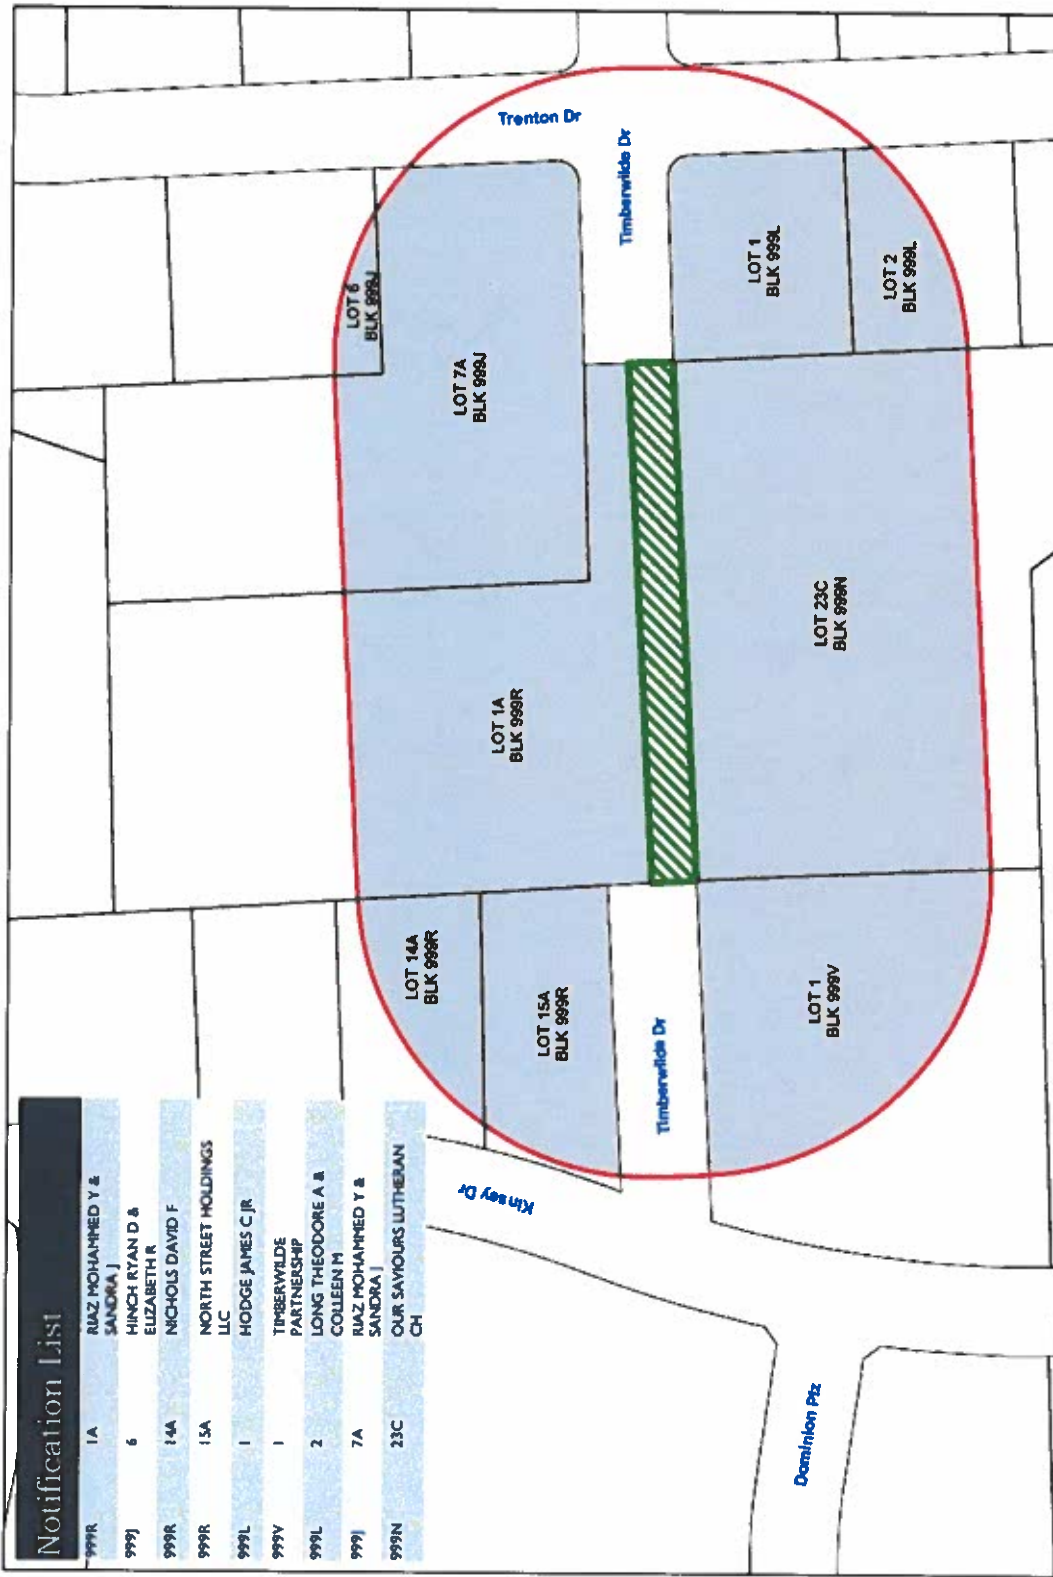 Notification List
999R 1A RIAZ MOHAMMED Y &
SANDRA J
999J 6 HINCH RYAN D &
ELIZABETH R
999R 14A NICHOLS DAVID F
999R 15A NORTH STREET HOLDINGS
LLC
999L 1 HODGE JAMES C JR
999V 1 TIMBERWILDE
PARTNERSHIP
999L 2 LONG THEODORE A &
COLLEEN M
999J 7A RIAZ MOHAMMED Y &
SANDRA J
999N 23C OUR SAVIOURS LUTHERAN
CH
LOT 6
BLK 999J
LOT 7A
BLK 999J
Trenton Dr
Timberwilde Dr
LOT 1A
BLK 999R
LOT 14A
BLK 999R
LOT 15A
BLK 999R
LOT 1
BLK 999L
LOT 2
BLK 999L
LOT 23C
BLK 999N
Kinsey Dr
Timberwilde Dr
LOT 1
BLK 999V
Dominion Plz